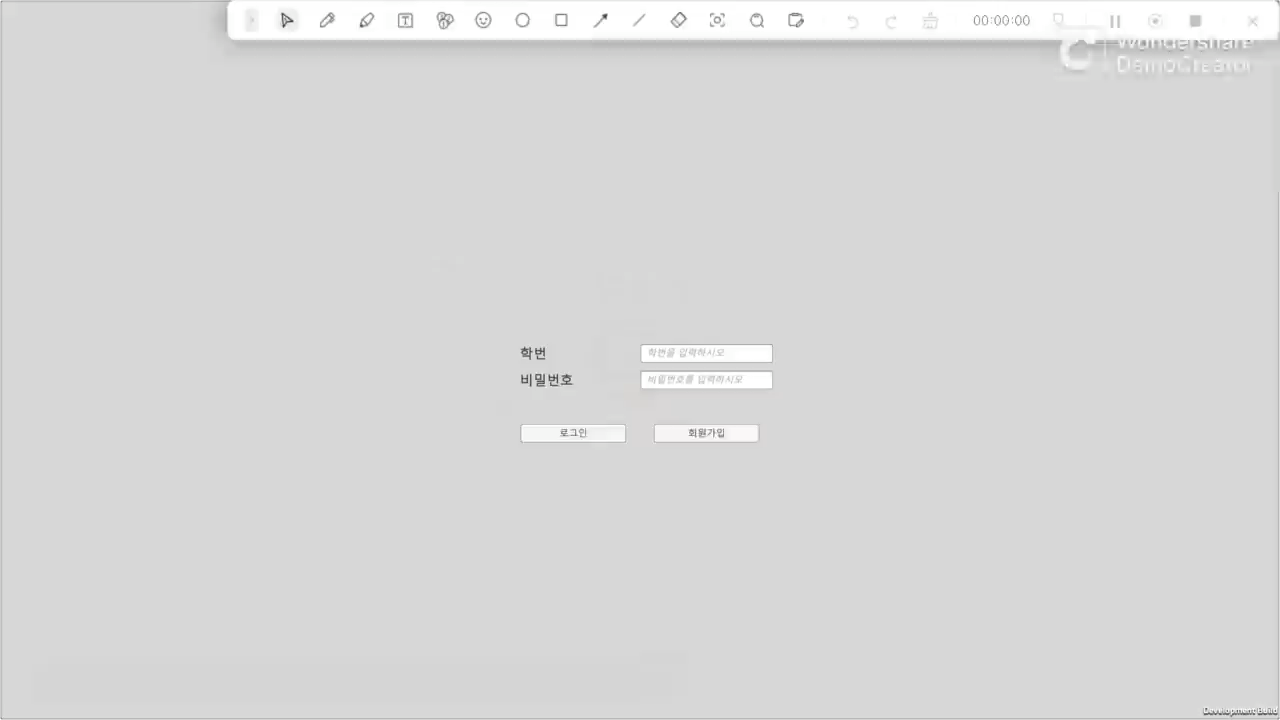 00:00:00
Wondershare
DemoCreator
학번
학번을 입력하시오
비밀번호
비밀번호를 입력하시오
로그인
회원가입
Development Build